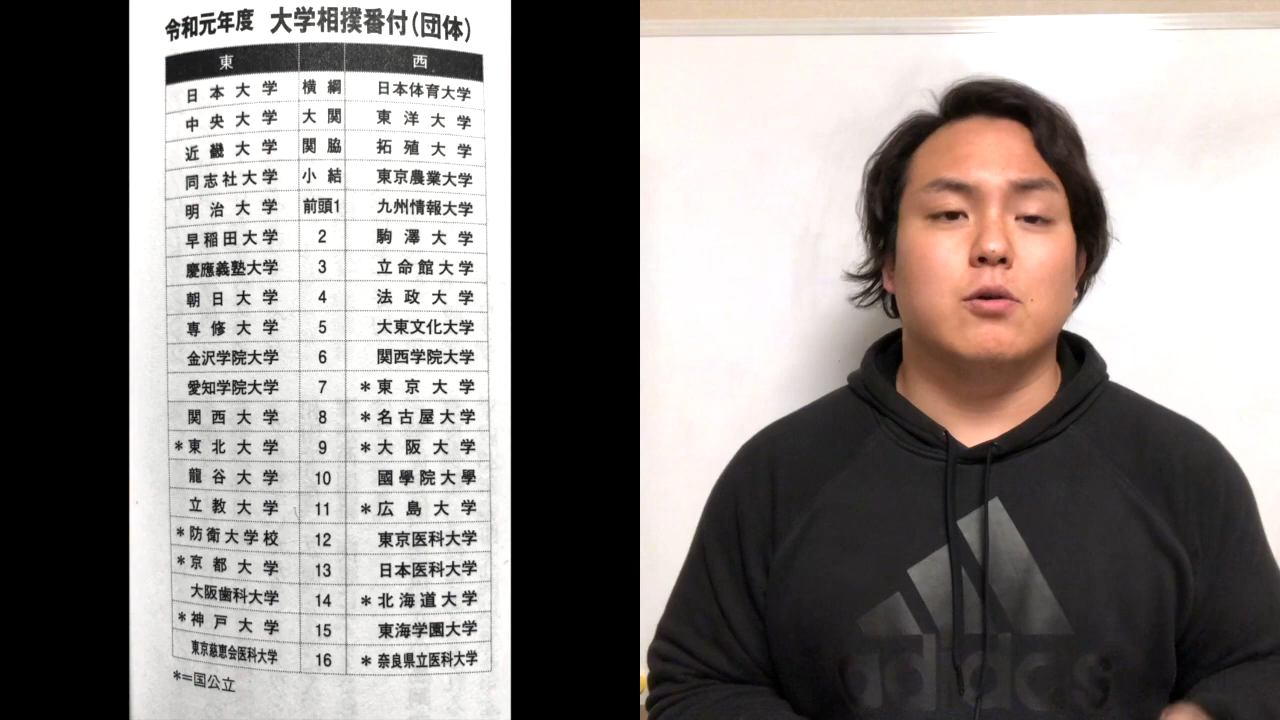 令和元年度 大学相撲番付(団体)
東 西
日本大学 横綱 日本体育大学
中央大学 大関 東洋大学
近畿大学 関脇 拓殖大学
同志社大学 小結 東京農業大学
明治大学 前頭1 九州情報大学
早稲田大学 2 駒澤大学
慶應義塾大学 3 立命館大学
朝日大学 4 法政大学
専修大学 5 大東文化大学
金沢学院大学 6 関西学院大学
愛知学院大学 7 *東京大学
関西大学 8 *名古屋大学
*東北大学 9 *大阪大学
龍谷大学 10 國學院大學
立教大学 11 *広島大学
*防衛大学校 12 東京医科大学
*京都大学 13 日本医科大学
大阪歯科大学 14 *北海道大学
*神戸大学 15 東海学園大学
東京慈恵会医科大学 16 *奈良県立医科大学
*=国公立
adidas